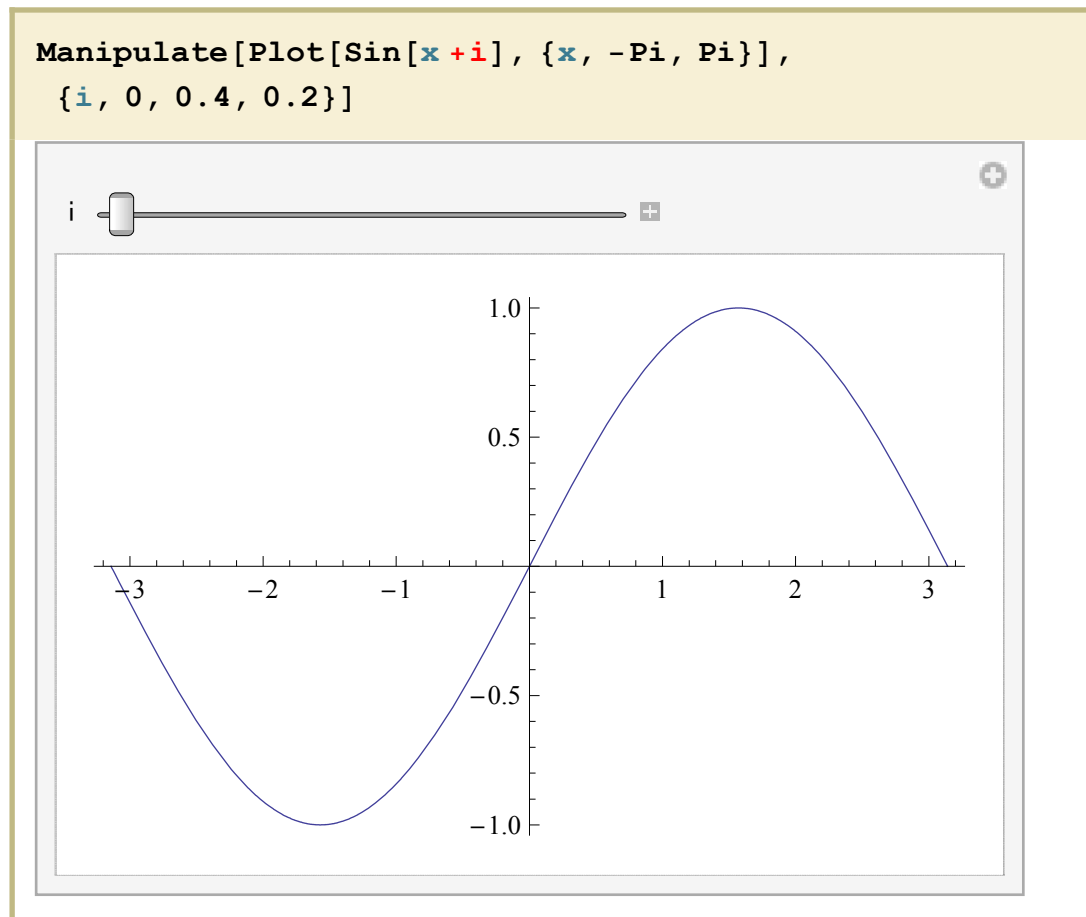 Manipulate[Plot[Sin[x + i], {x, -Pi, Pi}],
{i, 0, 0.4, 0.2}]
i
1.0
0.5
−3 −2 −1 1 2 3
−0.5
−1.0